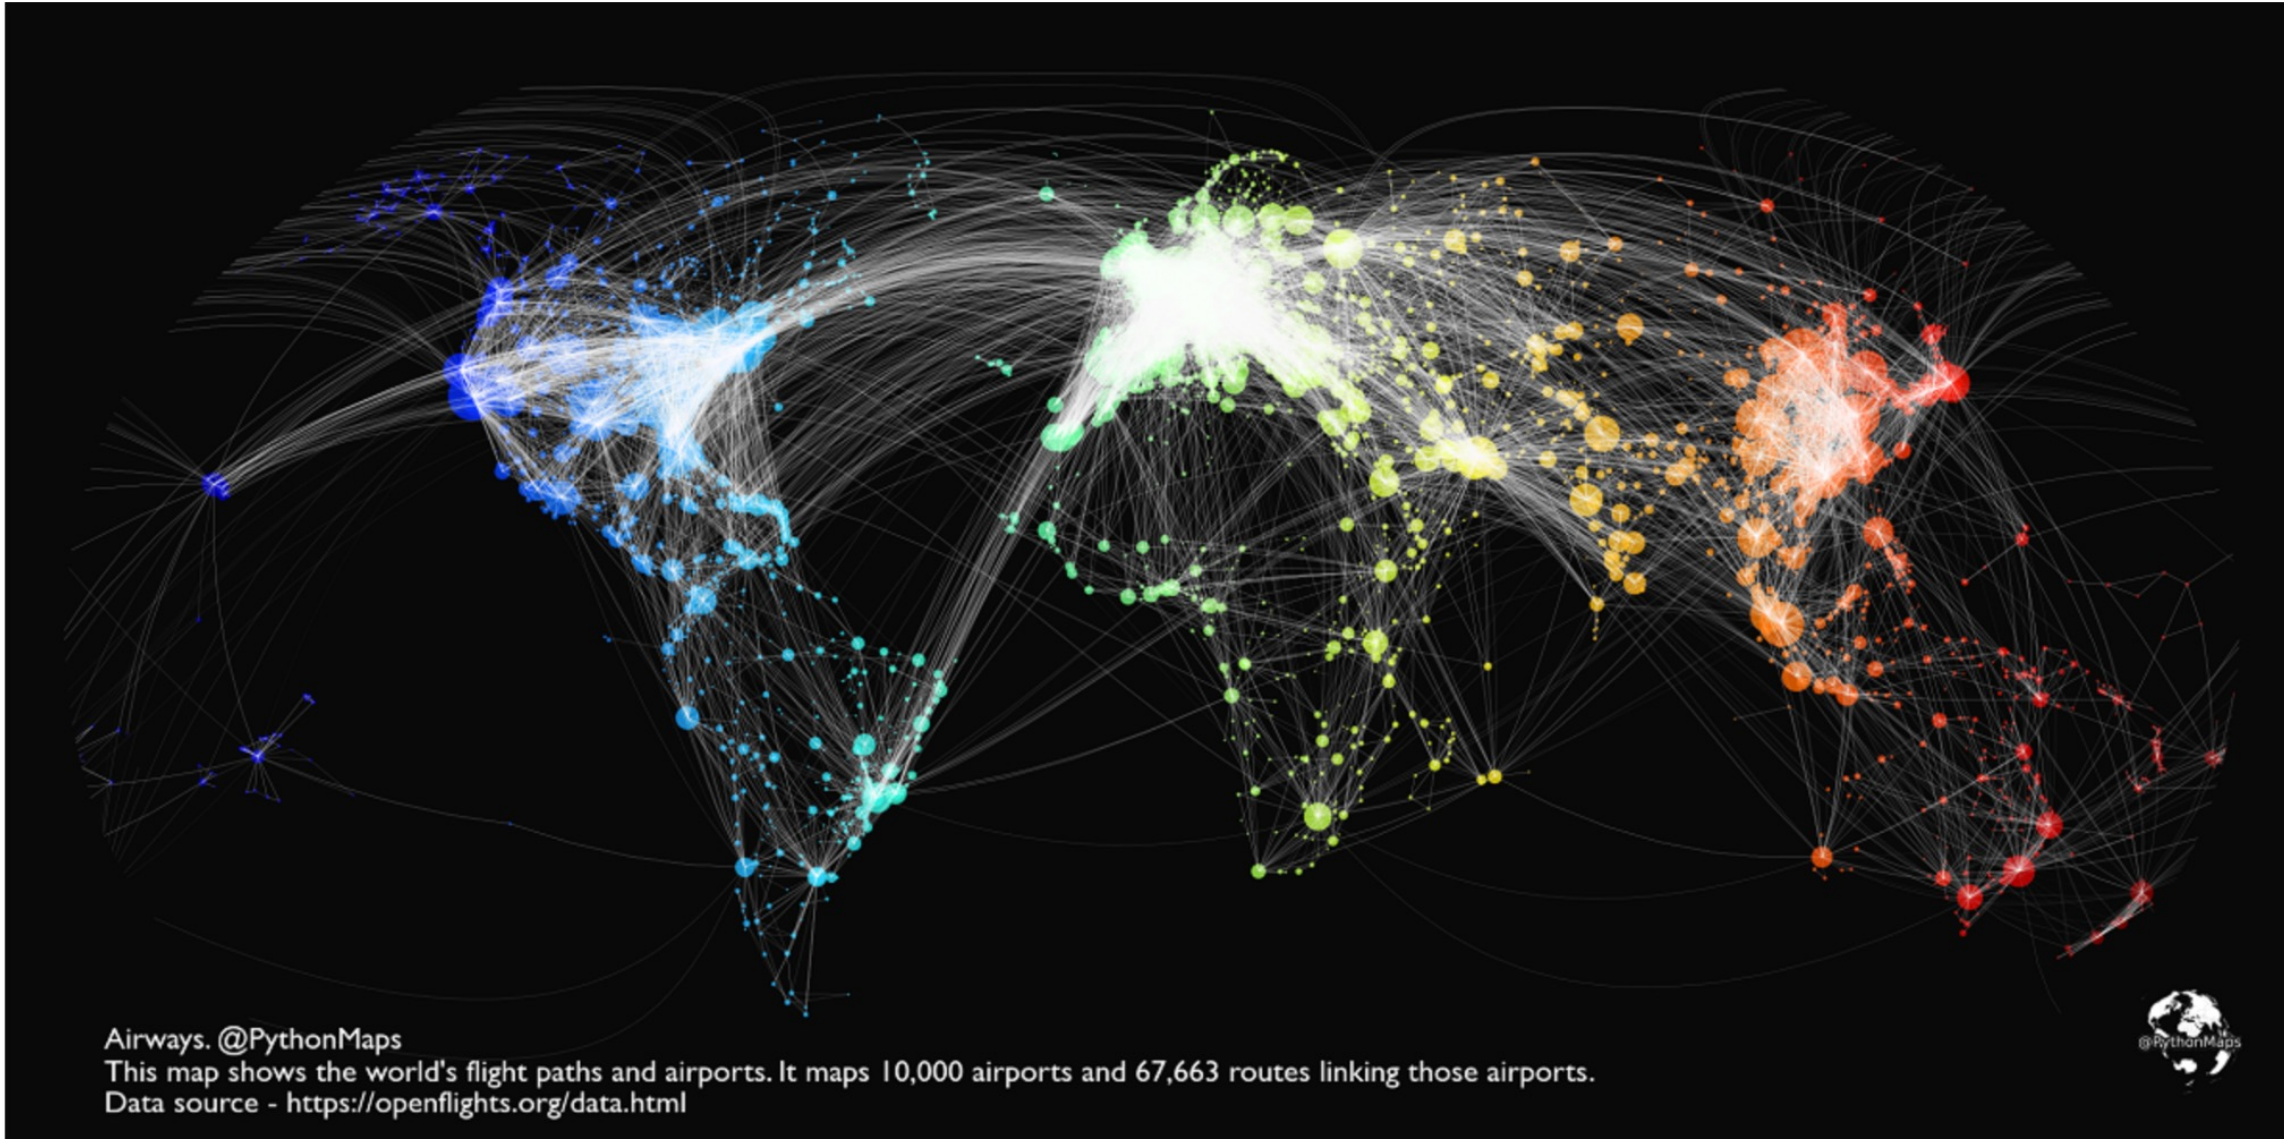 Airways. @PythonMaps
This map shows the world's flight paths and airports. It maps 10,000 airports and 67,663 routes linking those airports.
Data source - https://openflights.org/data.html
@PythonMaps